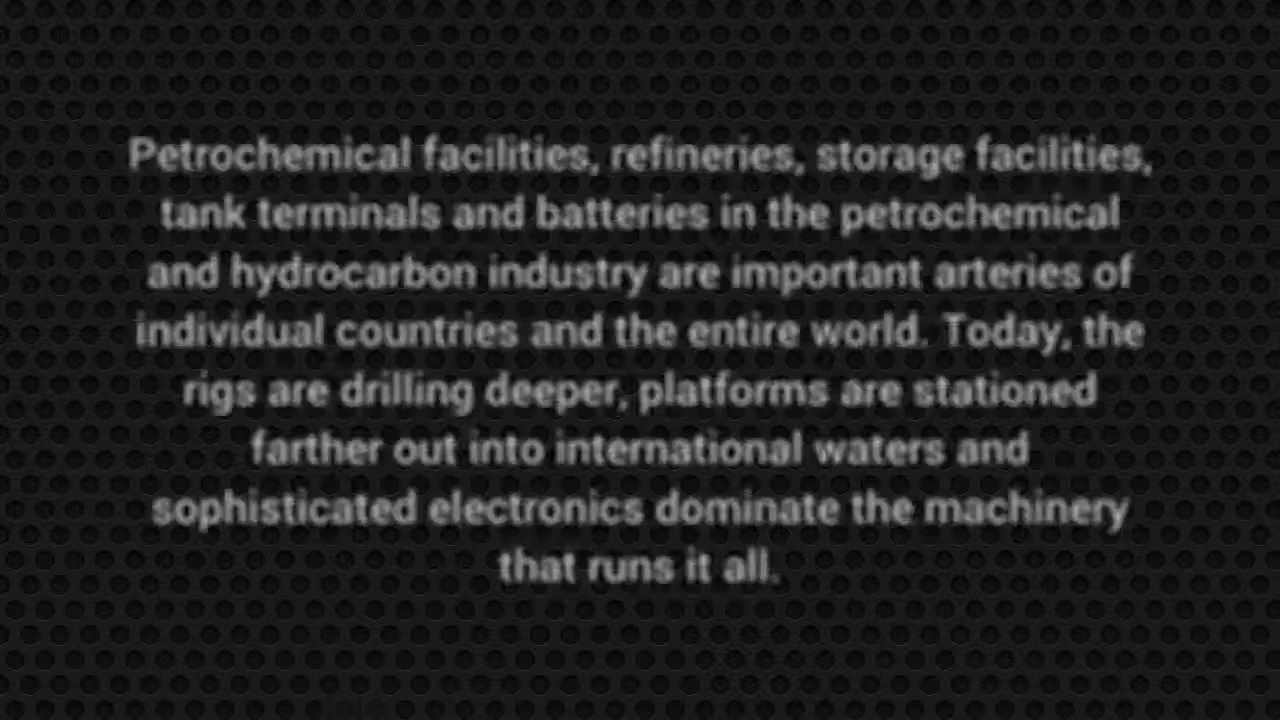 Petrochemical facilities, refineries, storage facilities,
tank terminals and batteries in the petrochemical
and hydrocarbon industry are important arteries of
individual countries and the entire world. Today, the
rigs are drilling deeper, platforms are stationed
farther out into international waters and
sophisticated electronics dominate the machinery
that runs it all.